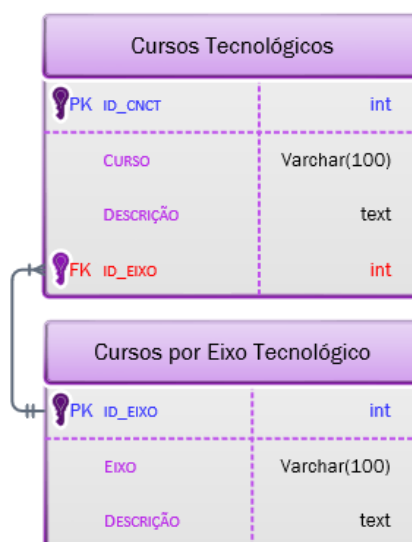 Cursos Tecnológicos
PK ID_CNCT int
CURSO Varchar(100)
DESCRIÇÃO text
FK ID_EIXO int
Cursos por Eixo Tecnológico
PK ID_EIXO int
EIXO Varchar(100)
DESCRIÇÃO text